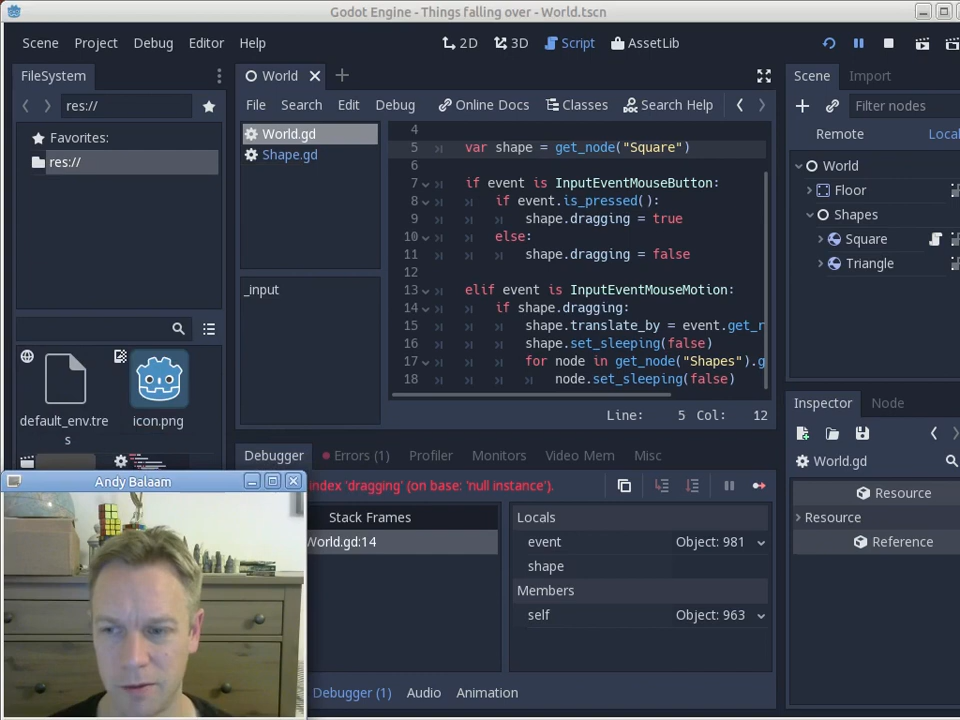 Godot Engine - Things falling over - World.tscn
Scene Project Debug Editor Help 2D 3D Script AssetLib
FileSystem
World
Scene Import
res://
File Search Edit Debug Online Docs Classes Search Help
Filter nodes
Favorites:
res://
World.gd
Shape.gd
Remote
World
Floor
Shapes
Square
Triangle
4
5 var shape = get_node("Square")
6
7 if event is InputEventMouseButton:
8 if event.is_pressed():
9 shape.dragging = true
10 else:
11 shape.dragging = false
12
13 elif event is InputEventMouseMotion:
14 if shape.dragging:
15 shape.translate_by = event.get_r
16 shape.set_sleeping(false)
17 for node in get_node("Shapes").g
18 node.set_sleeping(false)
_input
Line: 5 Col: 12
default_env.tre
s
icon.png
Inspector Node
World.gd
Resource
Resource
Reference
Debugger Errors (1) Profiler Monitors Video Mem Misc
index 'dragging' (on base: 'null instance').
Andy Balaam
Stack Frames
World.gd:14
Locals
event Object: 981
shape
Members
self Object: 963
Debugger (1) Audio Animation